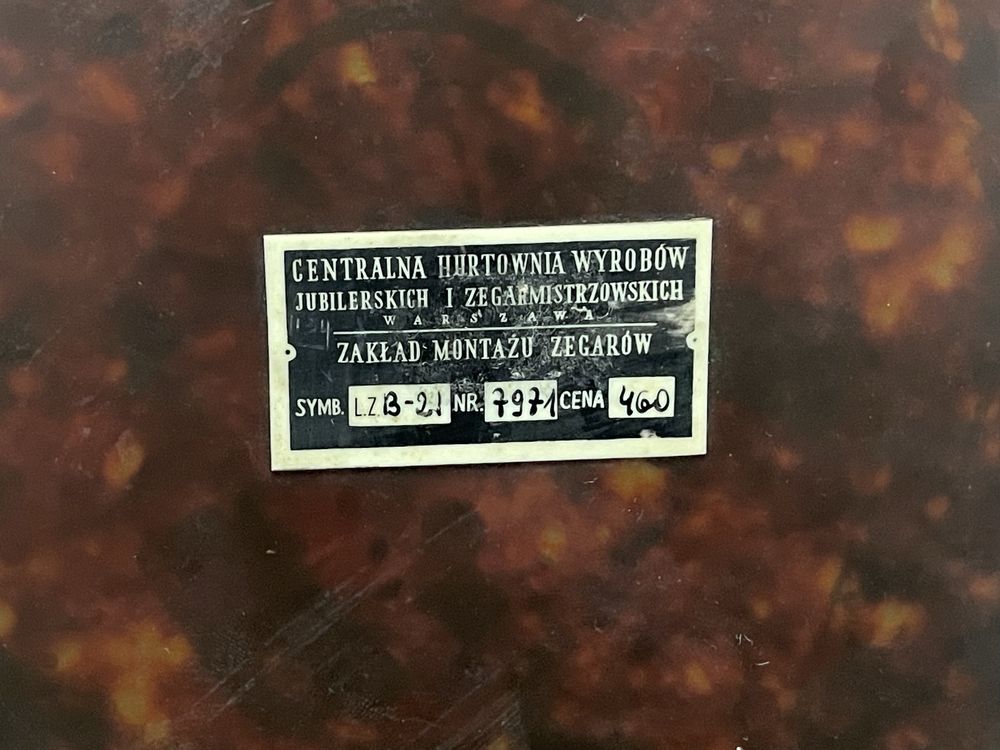 CENTRALNA HURTOWNIA WYROBÓW
JUBILERSKICH I ZEGARMISTRZOWSKICH
WARSZAWA
ZAKŁAD MONTAŻU ZEGARÓW
SYMB. L.Z. B-21 NR. 7971 CENA 460